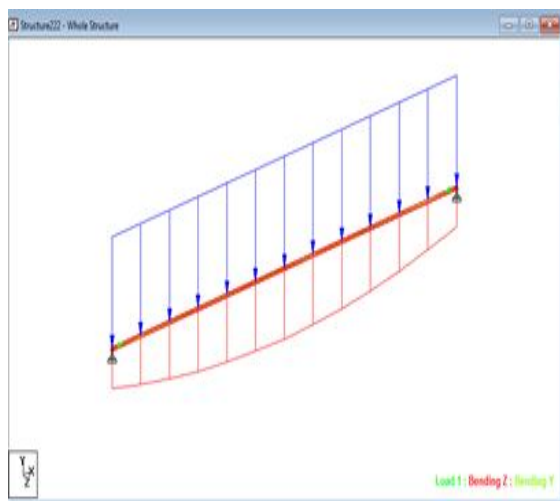 Structure222 - Whole Structure
Y
X
Z
Load 1 : Bending Z : Bending Y